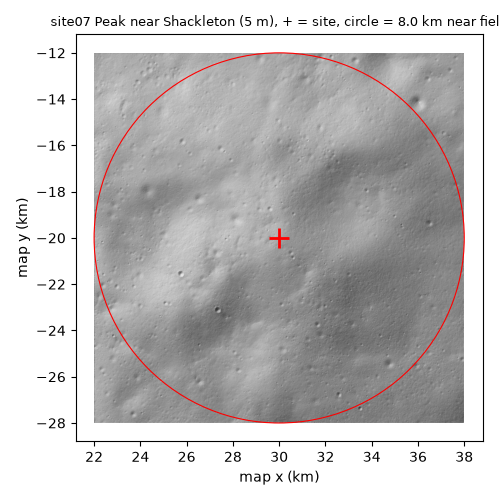 site07 Peak near Shackleton (5 m), + = site, circle = 8.0 km near fiel
−12
−14
−16
−18
−20
−22
−24
−26
−28
map y (km)
22 24 26 28 30 32 34 36 38
map x (km)